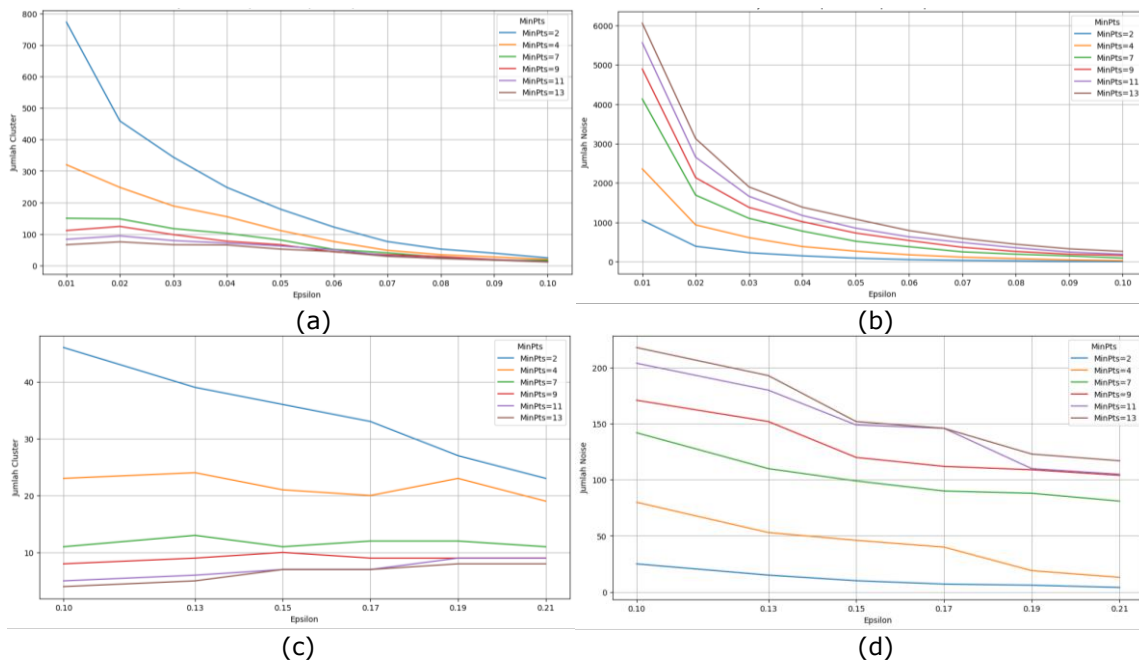 800
700
600
500
400
300
200
100
0
Jumlah Cluster
0.01 0.02 0.03 0.04 0.05 0.06 0.07 0.08 0.09 0.10
Epsilon
MinPts
MinPts=2
MinPts=4
MinPts=7
MinPts=9
MinPts=11
MinPts=13
(a)
6000
5000
4000
3000
2000
1000
0
Jumlah Noise
0.01 0.02 0.03 0.04 0.05 0.06 0.07 0.08 0.09 0.10
Epsilon
MinPts
MinPts=2
MinPts=4
MinPts=7
MinPts=9
MinPts=11
MinPts=13
(b)
40
30
20
10
Jumlah Cluster
0.10 0.13 0.15 0.17 0.19 0.21
Epsilon
MinPts
MinPts=2
MinPts=4
MinPts=7
MinPts=9
MinPts=11
MinPts=13
(c)
200
150
100
50
0
Jumlah Noise
0.10 0.13 0.15 0.17 0.19 0.21
Epsilon
MinPts
MinPts=2
MinPts=4
MinPts=7
MinPts=9
MinPts=11
MinPts=13
(d)